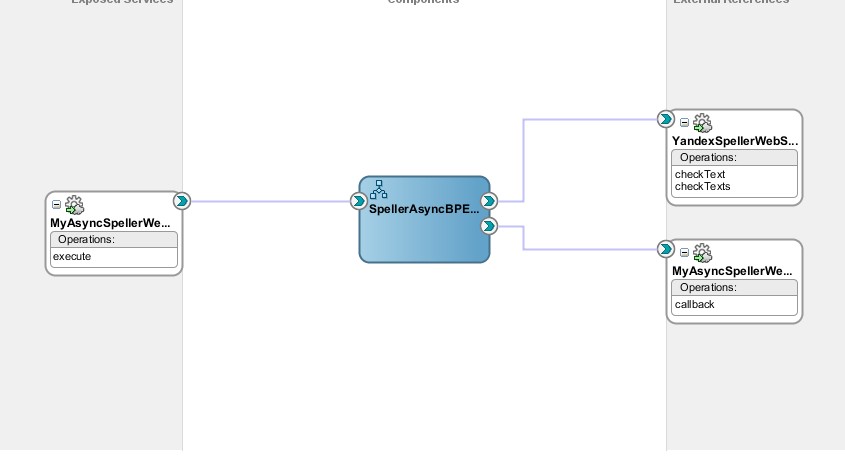 Exposed Services
Components
External References
YandexSpellerWebS...
Operations:
checkText
checkTexts
MyAsyncSpellerWe...
Operations:
execute
SpellerAsyncBPE...
MyAsyncSpellerWe...
Operations:
callback